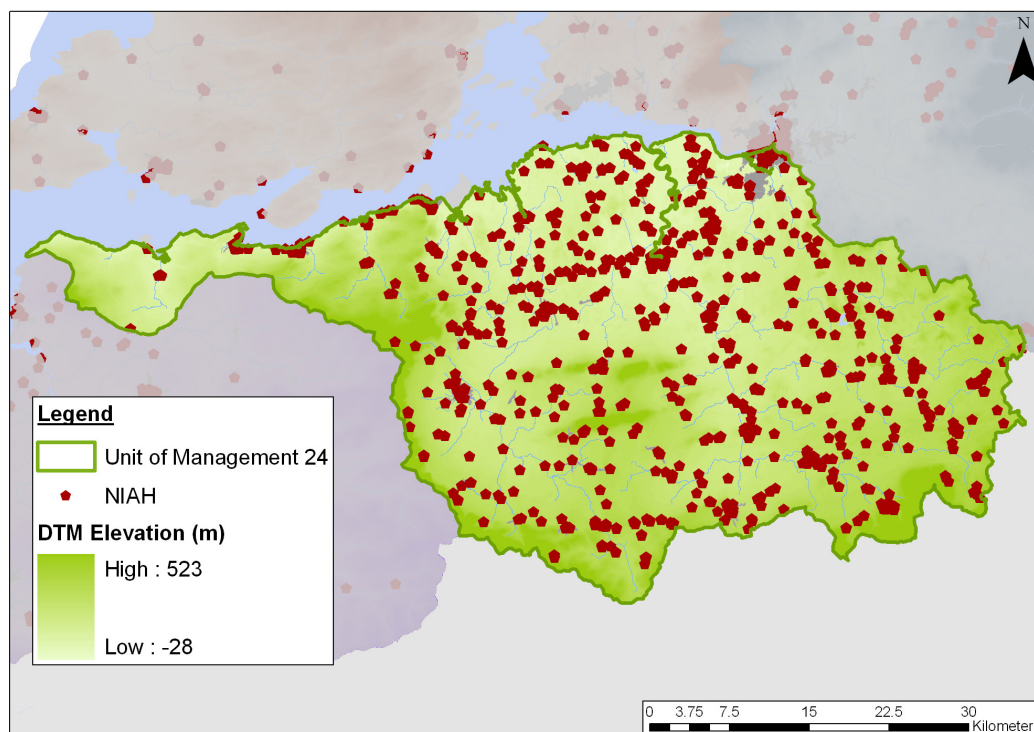 N
Legend
Unit of Management 24
NIAH
DTM Elevation (m)
High : 523
Low : -28
0 3.75 7.5 15 22.5 30
Kilometer